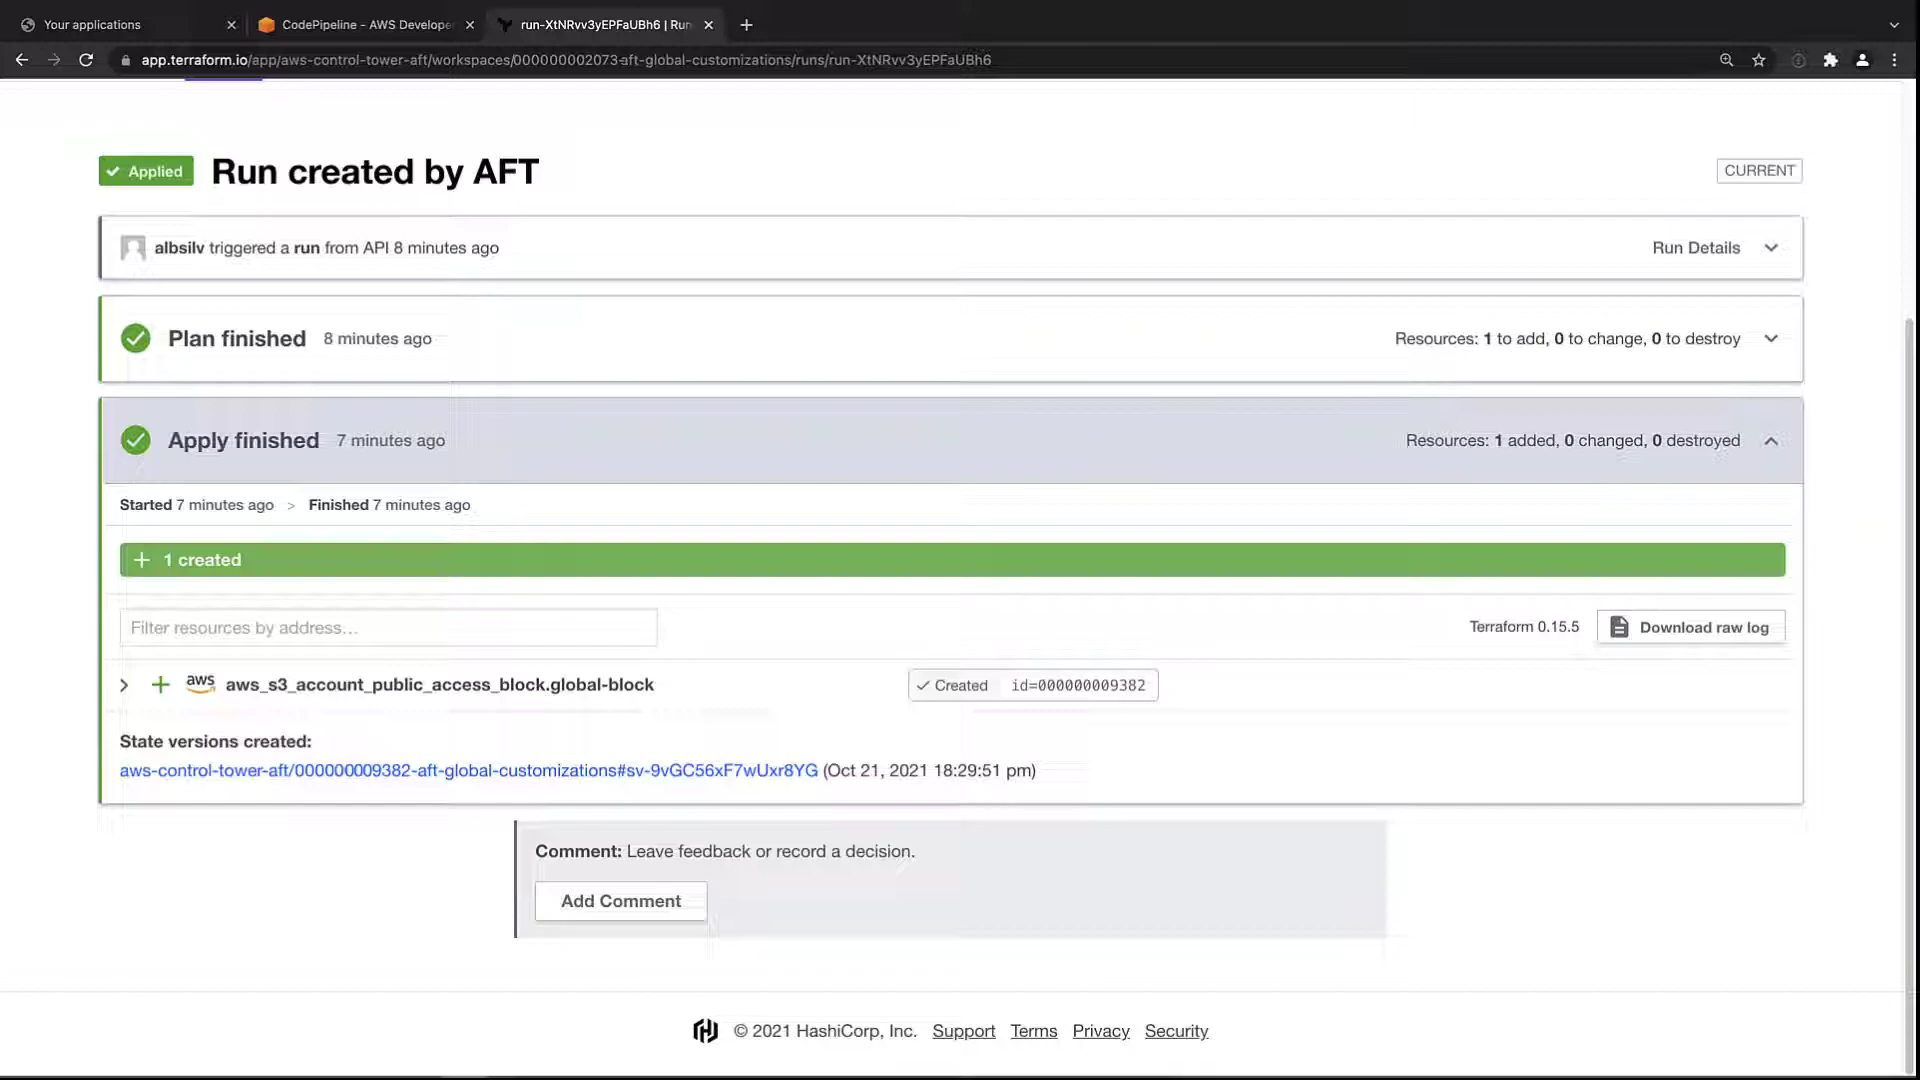 Your applications
CodePipeline - AWS Develope
run-XtNRvv3yEPFaUBh6 | Run
app.terraform.io/app/aws-control-tower-aft/workspaces/000000002073-aft-global-customizations/runs/run-XtNRvv3yEPFaUBh6
Applied
Run created by AFT
CURRENT
albsilv triggered a run from API 8 minutes ago
Run Details
Plan finished 8 minutes ago
Resources: 1 to add, 0 to change, 0 to destroy
Apply finished 7 minutes ago
Resources: 1 added, 0 changed, 0 destroyed
Started 7 minutes ago > Finished 7 minutes ago
+ 1 created
Filter resources by address...
Terraform 0.15.5
Download raw log
aws aws_s3_account_public_access_block.global-block
Created id=000000009382
State versions created:
aws-control-tower-aft/000000009382-aft-global-customizations#sv-9vGC56xF7wUxr8YG (Oct 21, 2021 18:29:51 pm)
Comment: Leave feedback or record a decision.
Add Comment
© 2021 HashiCorp, Inc. Support Terms Privacy Security